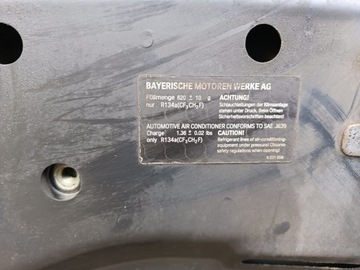 BAYERISCHE MOTOREN WERKE AG
Füllmenge 620 ± 10 g
nur R134a(CF3CH2F)
ACHTUNG!
Schlauchleitungen der Klimaanlage
stehen unter Druck. Beim Öffnen
Sicherheitsvorschriften beachten!
AUTOMOTIVE AIR CONDITIONER CONFORMS TO SAE J639
Charge 1.36 ± 0.02 lbs
only R134a(CF3CH2F)
CAUTION!
Refrigerant lines of air-conditioning
equipment under pressure! Observe
safety regulations when opening!